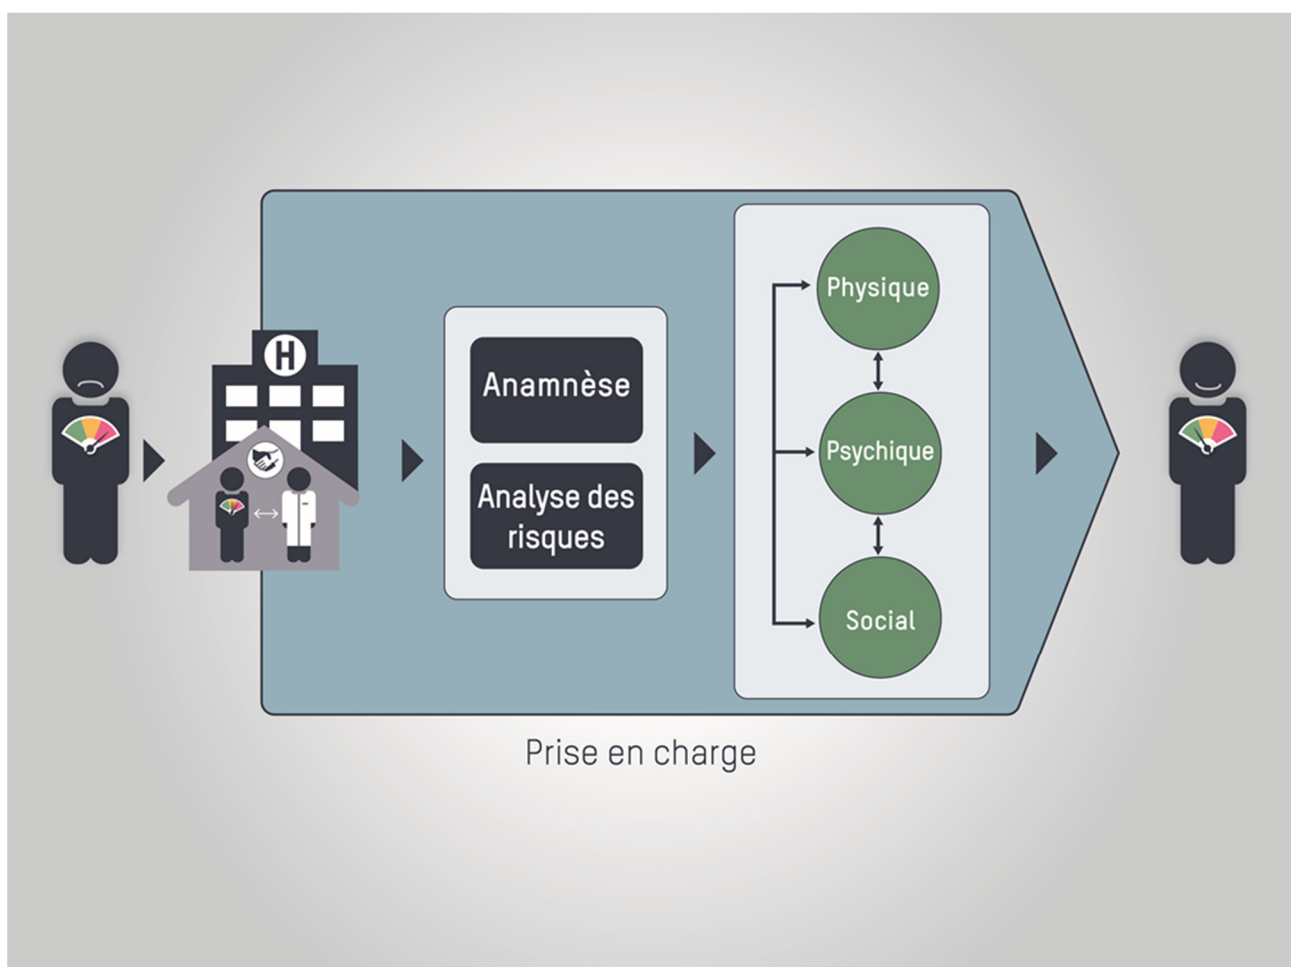 H
Anamnèse
Analyse des
risques
Physique
Psychique
Social
Prise en charge